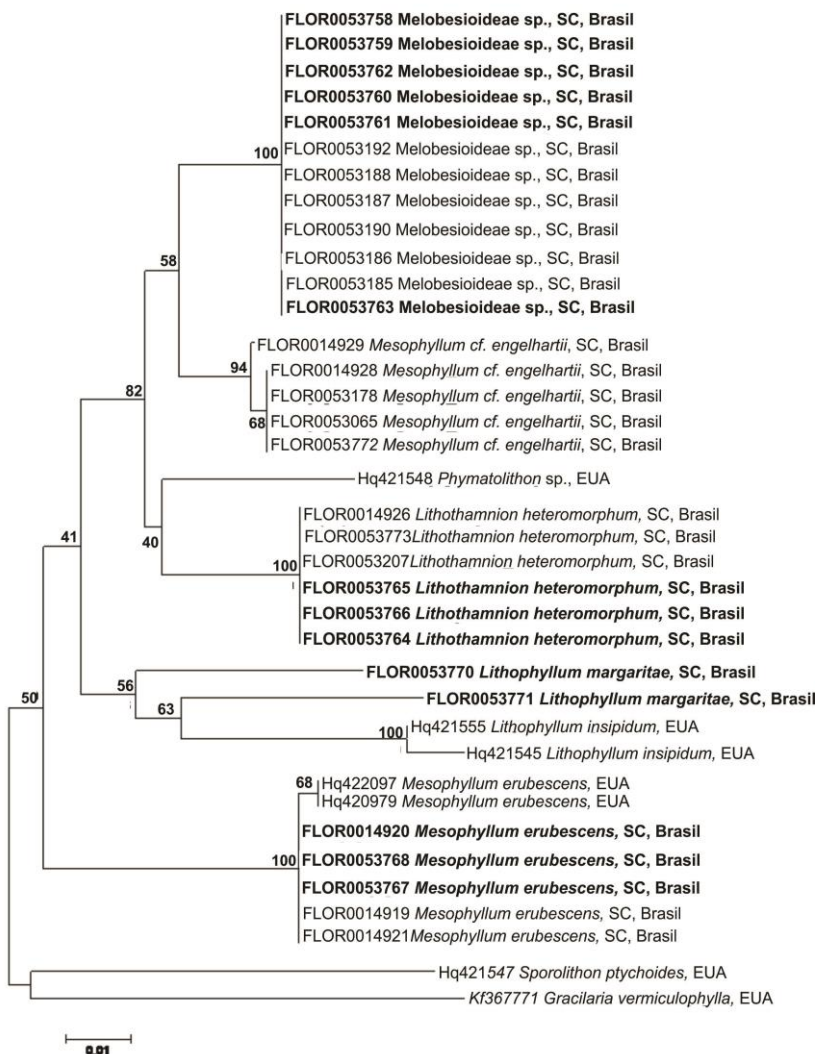 FLOR0053758 Melobesioideae sp., SC, Brasil
FLOR0053759 Melobesioideae sp., SC, Brasil
FLOR0053762 Melobesioideae sp., SC, Brasil
FLOR0053760 Melobesioideae sp., SC, Brasil
FLOR0053761 Melobesioideae sp., SC, Brasil
100
FLOR0053192 Melobesioideae sp., SC, Brasil
FLOR0053188 Melobesioideae sp., SC, Brasil
FLOR0053187 Melobesioideae sp., SC, Brasil
FLOR0053190 Melobesioideae sp., SC, Brasil
58
FLOR0053186 Melobesioideae sp., SC, Brasil
FLOR0053185 Melobesioideae sp., SC, Brasil
FLOR0053763 Melobesioideae sp., SC, Brasil
FLOR0014929 Mesophyllum cf. engelhartii, SC, Brasil
94
FLOR0014928 Mesophyllum cf. engelhartii, SC, Brasil
82
FLOR0053178 Mesophyllum cf. engelhartii, SC, Brasil
68
FLOR0053065 Mesophyllum cf. engelhartii, SC, Brasil
FLOR0053772 Mesophyllum cf. engelhartii, SC, Brasil
Hq421548 Phymatolithon sp., EUA
FLOR0014926 Lithothamnion heteromorphum, SC, Brasil
FLOR0053773Lithothamnion heteromorphum, SC, Brasil
41
40
FLOR0053207Lithothamnion heteromorphum, SC, Brasil
100
FLOR0053765 Lithothamnion heteromorphum, SC, Brasil
FLOR0053766 Lithothamnion heteromorphum, SC, Brasil
FLOR0053764 Lithothamnion heteromorphum, SC, Brasil
FLOR0053770 Lithophyllum margaritae, SC, Brasil
56
50
FLOR0053771 Lithophyllum margaritae, SC, Brasil
63
Hq421555 Lithophyllum insipidum, EUA
100
Hq421545 Lithophyllum insipidum, EUA
68
Hq422097 Mesophyllum erubescens, EUA
Hq420979 Mesophyllum erubescens, EUA
FLOR0014920 Mesophyllum erubescens, SC, Brasil
100
FLOR0053768 Mesophyllum erubescens, SC, Brasil
FLOR0053767 Mesophyllum erubescens, SC, Brasil
FLOR0014919 Mesophyllum erubescens, SC, Brasil
FLOR0014921Mesophyllum erubescens, SC, Brasil
Hq421547 Sporolithon ptychoides, EUA
Kf367771 Gracilaria vermiculophylla, EUA